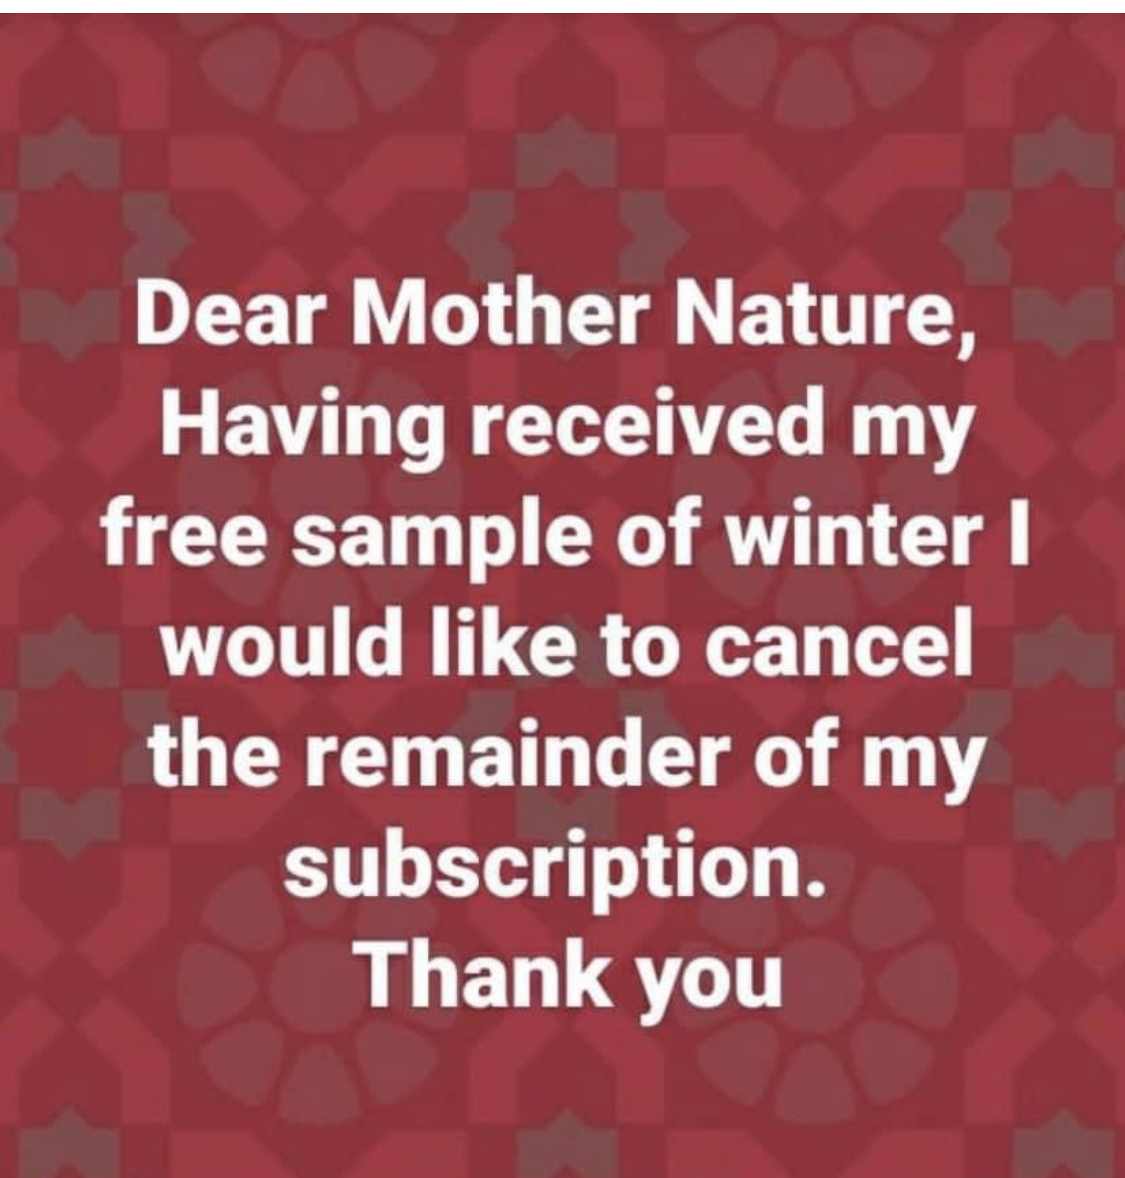 Dear Mother Nature,
Having received my
free sample of winter I
would like to cancel
the remainder of my
subscription.
Thank you